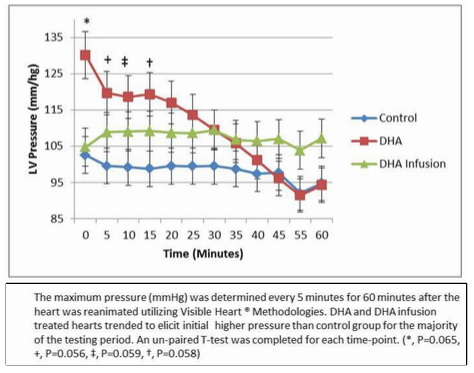 *
135
+
‡
†
125
115
105
95
85
LV Pressure (mm/hg)
0 5 10 15 20 25 30 35 40 45 55 60
Time (Minutes)
Control
DHA
DHA Infusion
The maximum pressure (mmHg) was determined every 5 minutes for 60 minutes after the
heart was reanimated utilizing Visible Heart ® Methodologies. DHA and DHA infusion
treated hearts trended to elicit initial higher pressure than control group for the majority
of the testing period. An un-paired T-test was completed for each time-point. (*, P=0.065,
+, P=0.056, ‡, P=0.059, †, P=0.058)